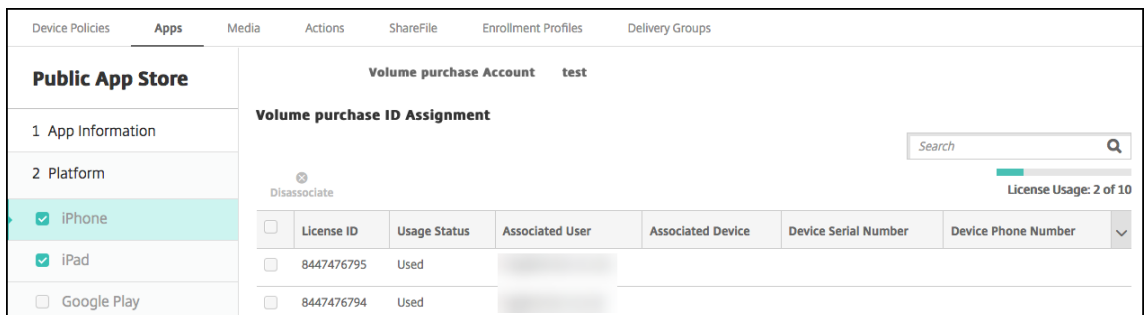 Device Policies Apps Media Actions ShareFile Enrollment Profiles Delivery Groups
Public App Store
1 App Information
2 Platform
iPhone
iPad
Google Play
Volume purchase Account test
Volume purchase ID Assignment
Search
Disassociate
License Usage: 2 of 10
License ID Usage Status Associated User Associated Device Device Serial Number Device Phone Number
8447476795 Used
8447476794 Used